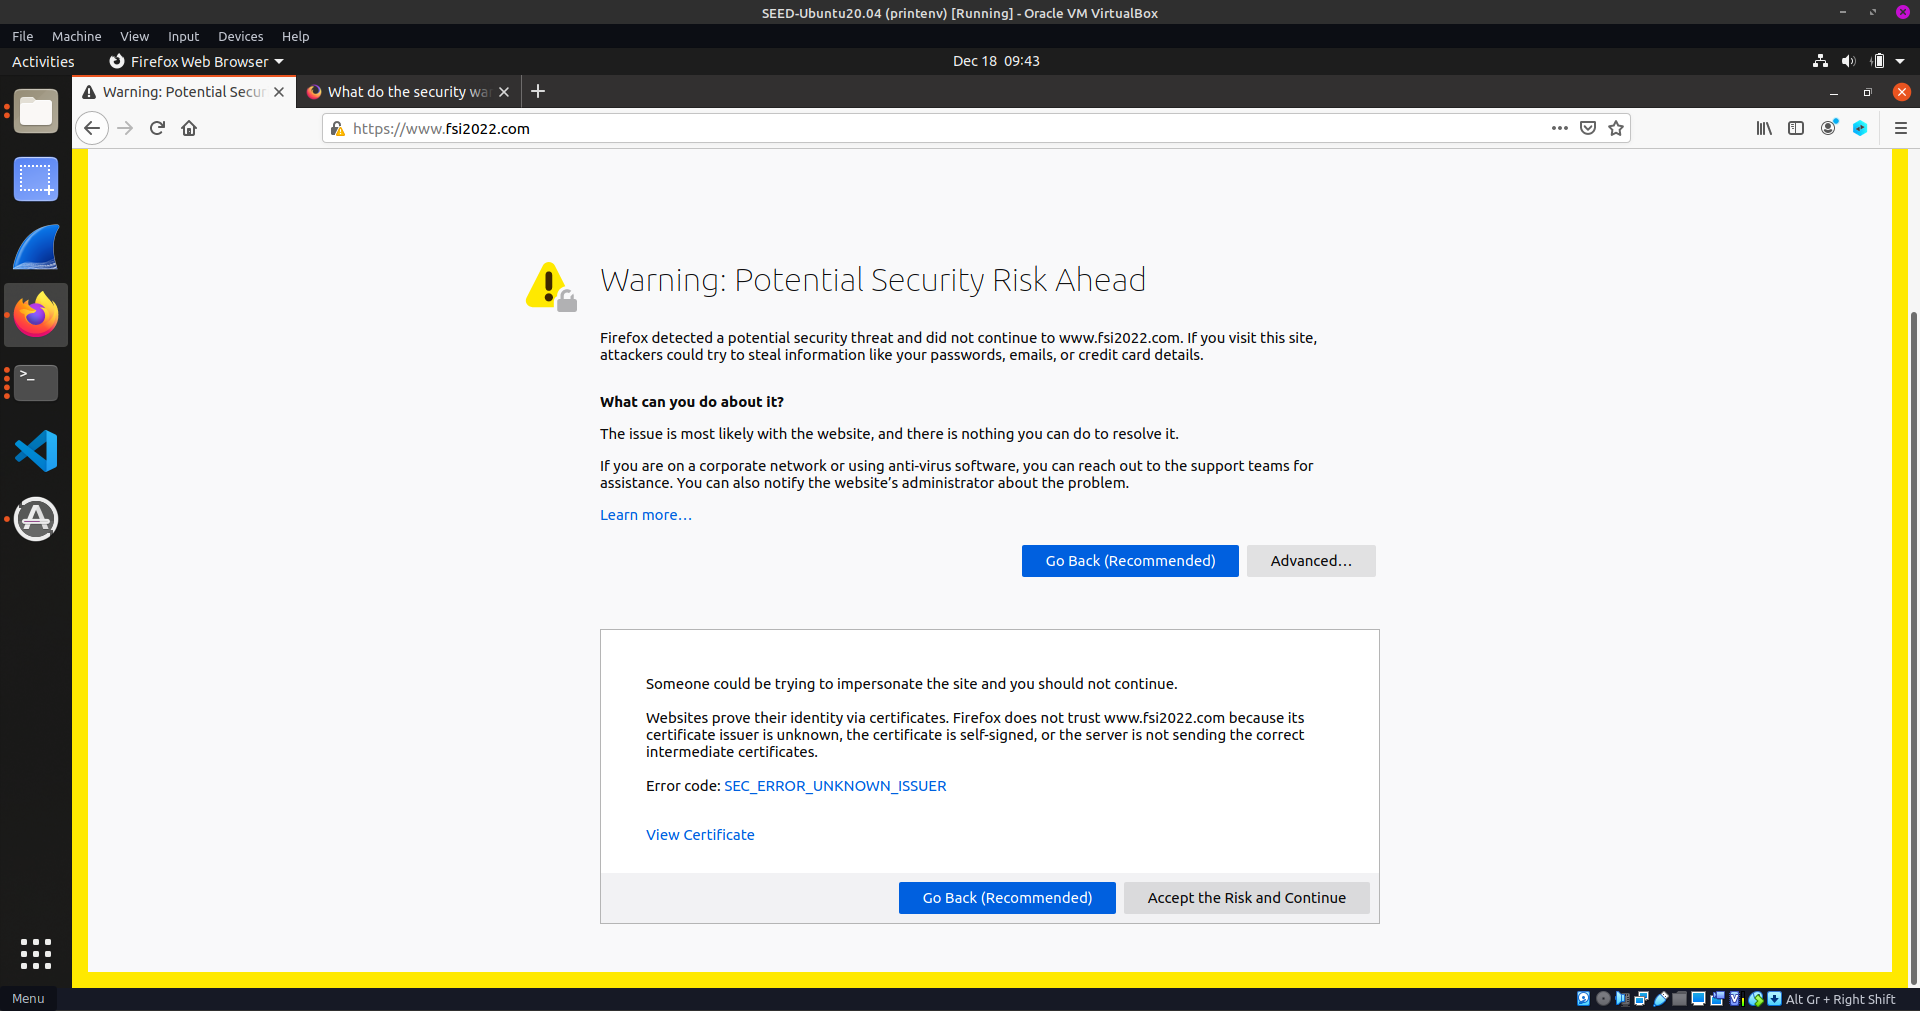 SEED-Ubuntu20.04 (printenv) [Running] - Oracle VM VirtualBox
File Machine View Input Devices Help
Activities Firefox Web Browser Dec 18 09:43
Warning: Potential Secur What do the security wa
https://www.fsi2022.com
Warning: Potential Security Risk Ahead
Firefox detected a potential security threat and did not continue to www.fsi2022.com. If you visit this site,
attackers could try to steal information like your passwords, emails, or credit card details.
What can you do about it?
The issue is most likely with the website, and there is nothing you can do to resolve it.
If you are on a corporate network or using anti-virus software, you can reach out to the support teams for
assistance. You can also notify the website’s administrator about the problem.
Learn more…
Go Back (Recommended) Advanced…
Someone could be trying to impersonate the site and you should not continue.
Websites prove their identity via certificates. Firefox does not trust www.fsi2022.com because its
certificate issuer is unknown, the certificate is self-signed, or the server is not sending the correct
intermediate certificates.
Error code: SEC_ERROR_UNKNOWN_ISSUER
View Certificate
Go Back (Recommended) Accept the Risk and Continue
Menu Alt Gr + Right Shift